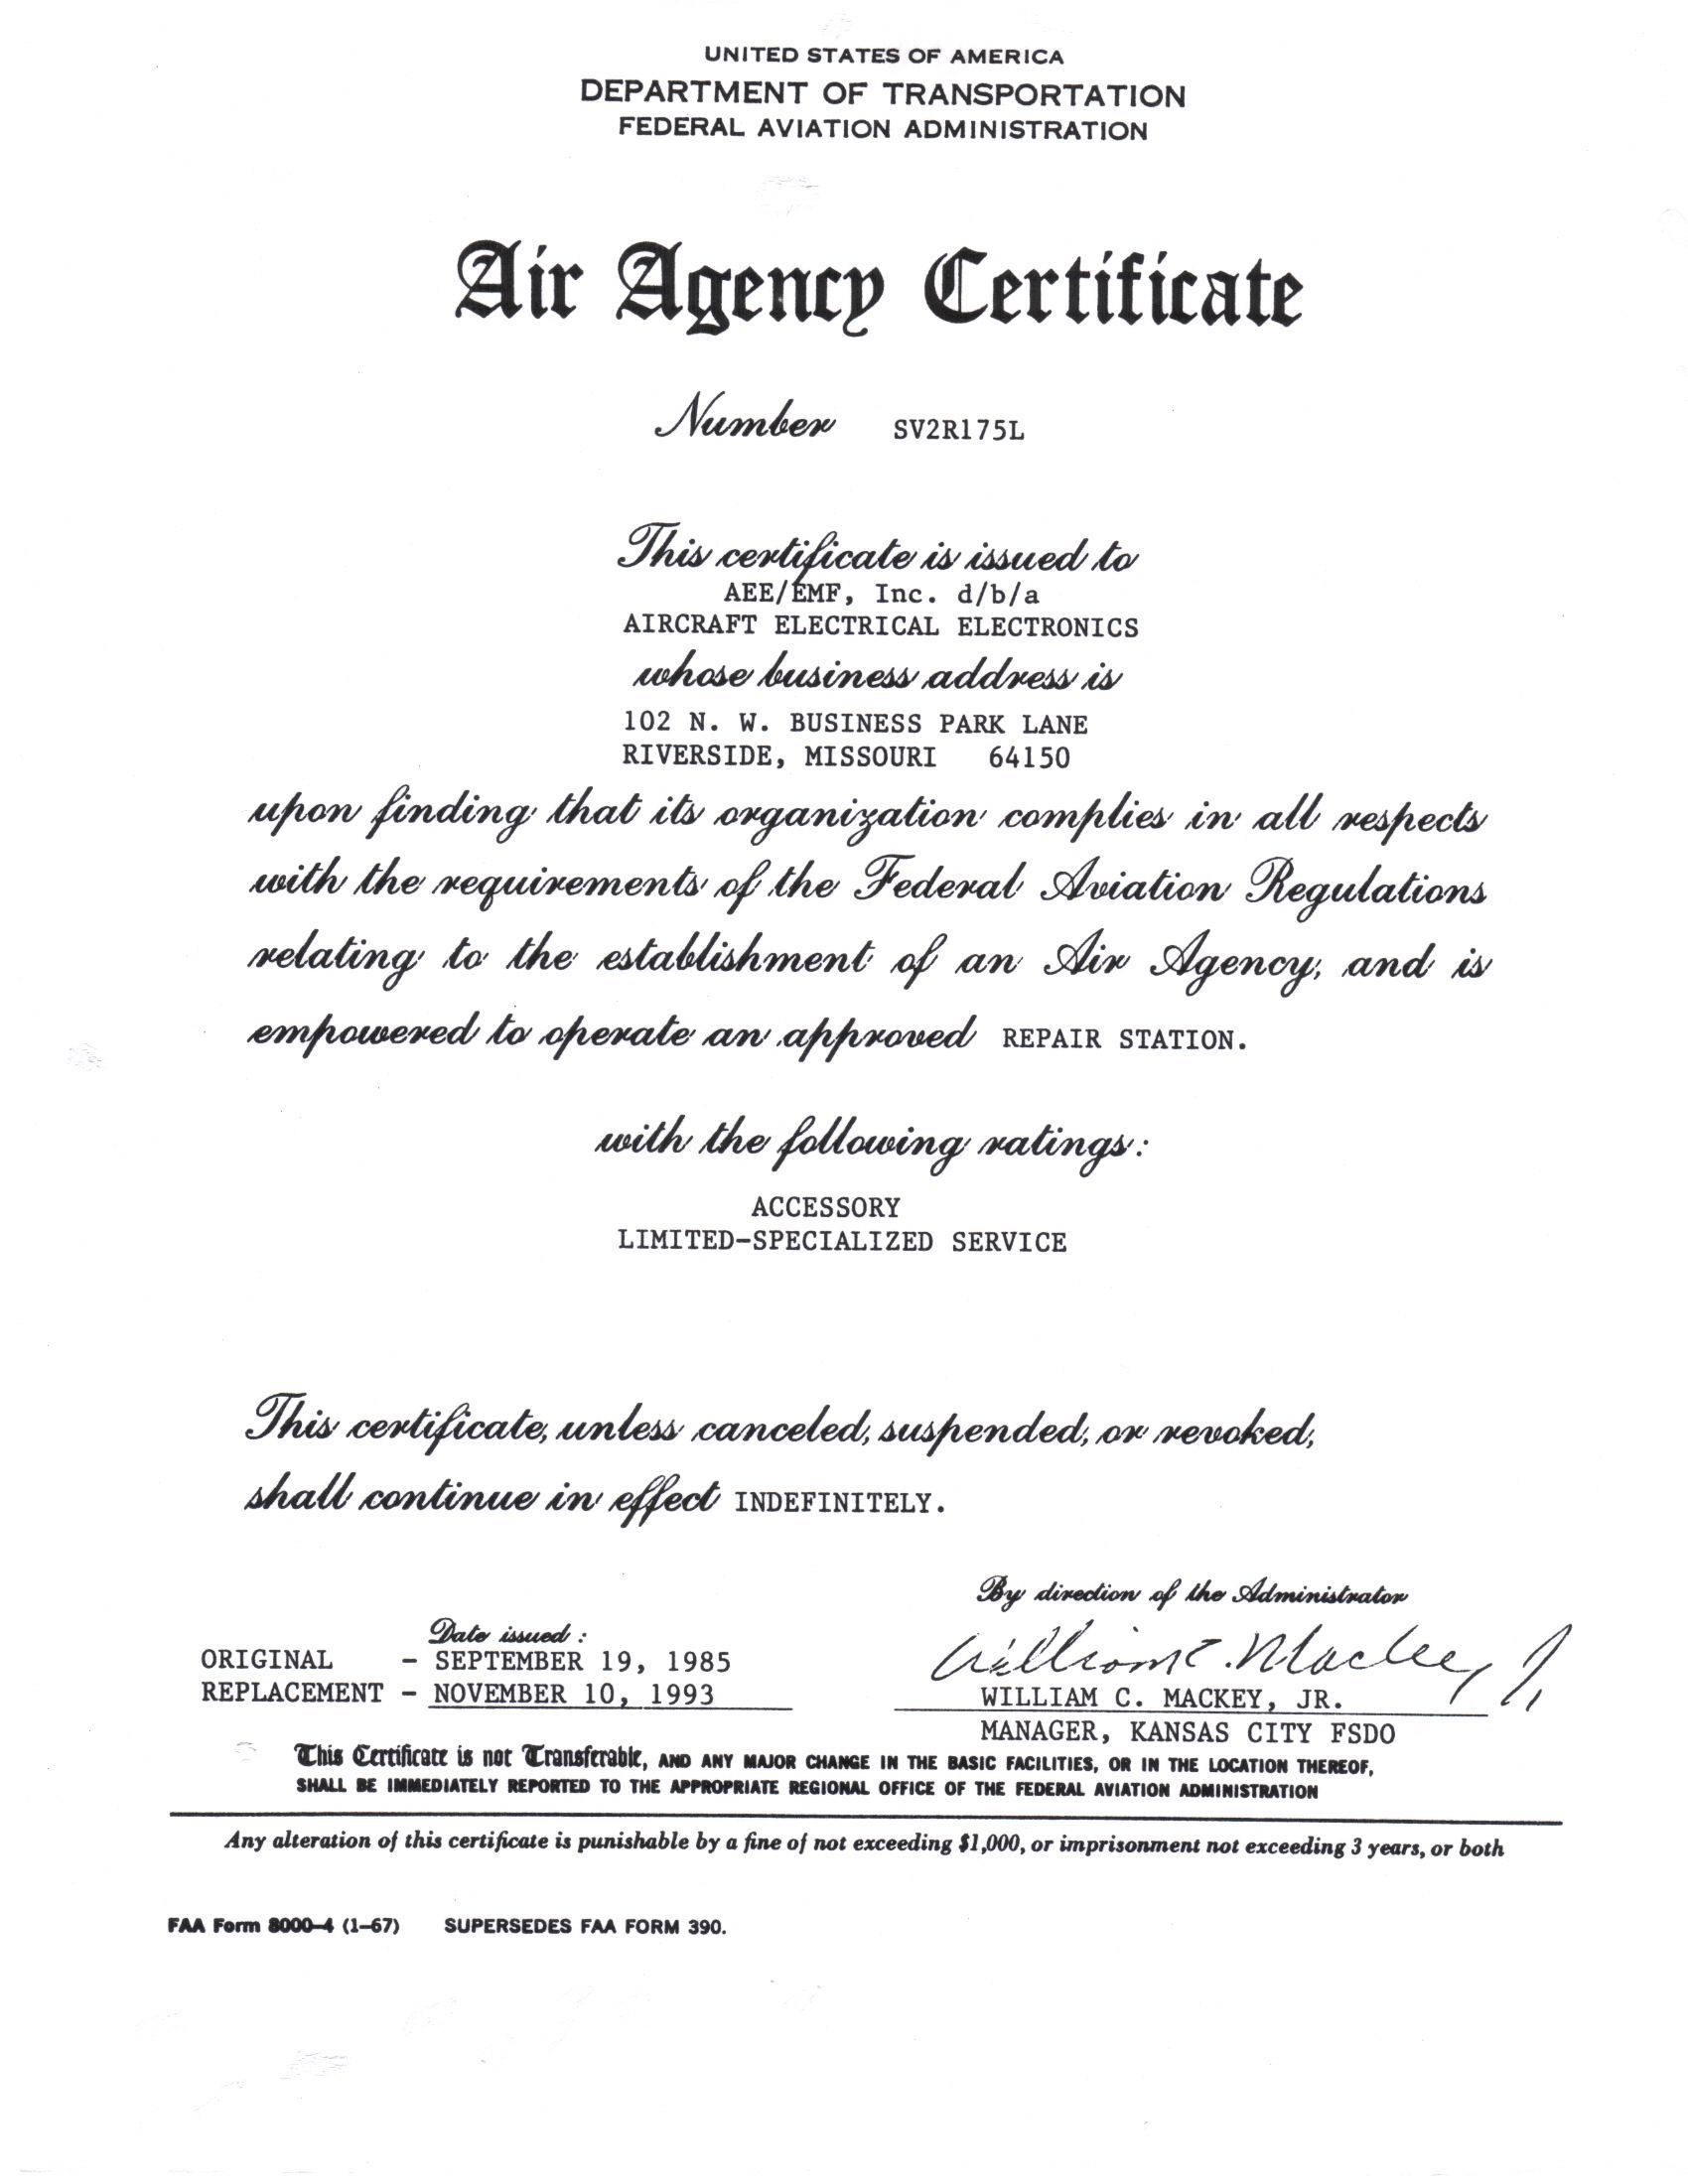 UNITED STATES OF AMERICA
DEPARTMENT OF TRANSPORTATION
FEDERAL AVIATION ADMINISTRATION
Air Agency Certificate
Number SV2R175L
This certificate is issued to
AEE/EMF, Inc. d/b/a
AIRCRAFT ELECTRICAL ELECTRONICS
whose business address is
102 N. W. BUSINESS PARK LANE
RIVERSIDE, MISSOURI 64150
upon finding that its organization complies in all respects
with the requirements of the Federal Aviation Regulations
relating to the establishment of an Air Agency, and is
empowered to operate an approved REPAIR STATION.
with the following ratings:
ACCESSORY
LIMITED-SPECIALIZED SERVICE
This certificate, unless canceled, suspended, or revoked,
shall continue in effect INDEFINITELY.
By direction of the Administrator
Date issued:
William C. Mackey Jr
ORIGINAL - SEPTEMBER 19, 1985
REPLACEMENT - NOVEMBER 10, 1993
WILLIAM C. MACKEY, JR.
MANAGER, KANSAS CITY FSDO
This Certificate is not Transferable, AND ANY MAJOR CHANGE IN THE BASIC FACILITIES, OR IN THE LOCATION THEREOF,
SHALL BE IMMEDIATELY REPORTED TO THE APPROPRIATE REGIONAL OFFICE OF THE FEDERAL AVIATION ADMINISTRATION
Any alteration of this certificate is punishable by a fine of not exceeding $1,000, or imprisonment not exceeding 3 years, or both
FAA Form 8000-4 (1-67) SUPERSEDES FAA FORM 390.